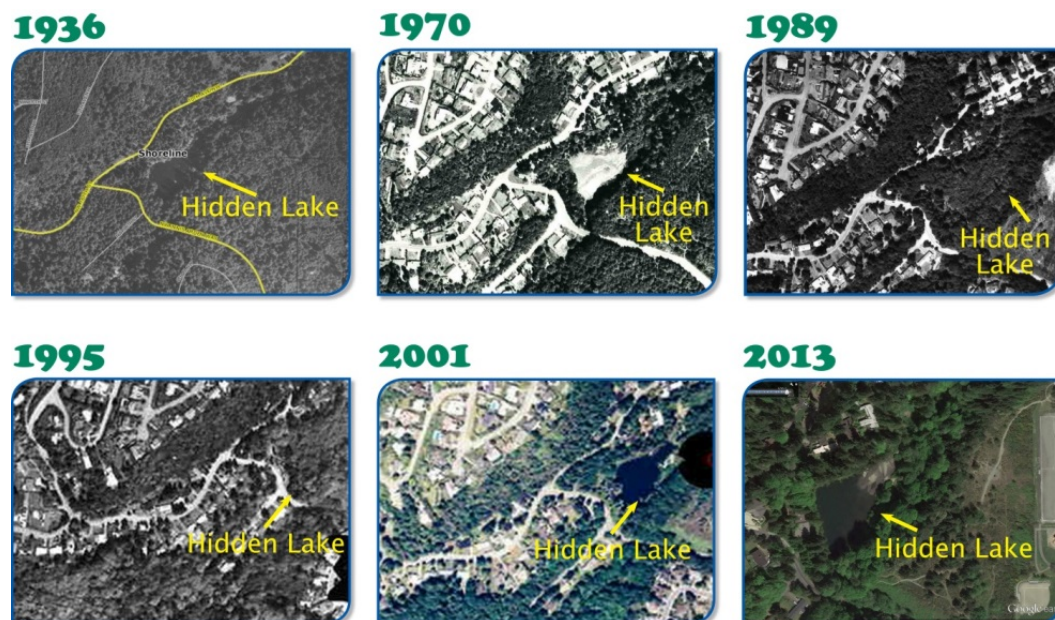 1936
1970
1989
Shoreline
Hidden Lake
Hidden
Lake
Hidden
Lake
1995
2001
2013
Hidden Lake
Hidden Lake
Hidden Lake